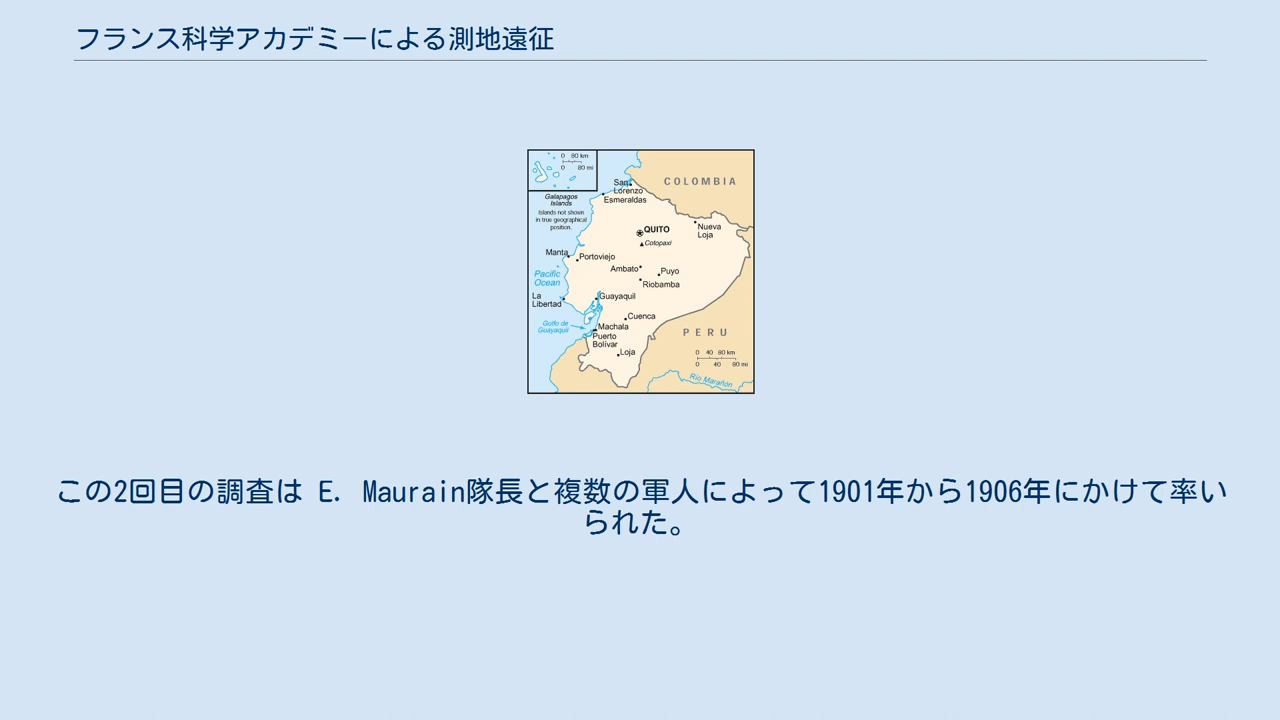 フランス科学アカデミーによる測地遠征
0 80 km
0 80 mi
Galapagos
Islands
Islands not shown
in true geographical
position.
COLOMBIA
San
Lorenzo
Esmeraldas
QUITO
Cotopaxi
Nueva
Loja
Manta
Portoviejo
Pacific
Ocean
Ambato
Puyo
Riobamba
La
Libertad
Guayaquil
Golfo de
Guayaquil
Cuenca
Machala
Puerto
Bolívar
Loja
PERU
0 40 80 km
0 40 80 mi
Río Marañón
この2回目の調査は E. Maurain隊長と複数の軍人によって1901年から1906年にかけて率い
られた。